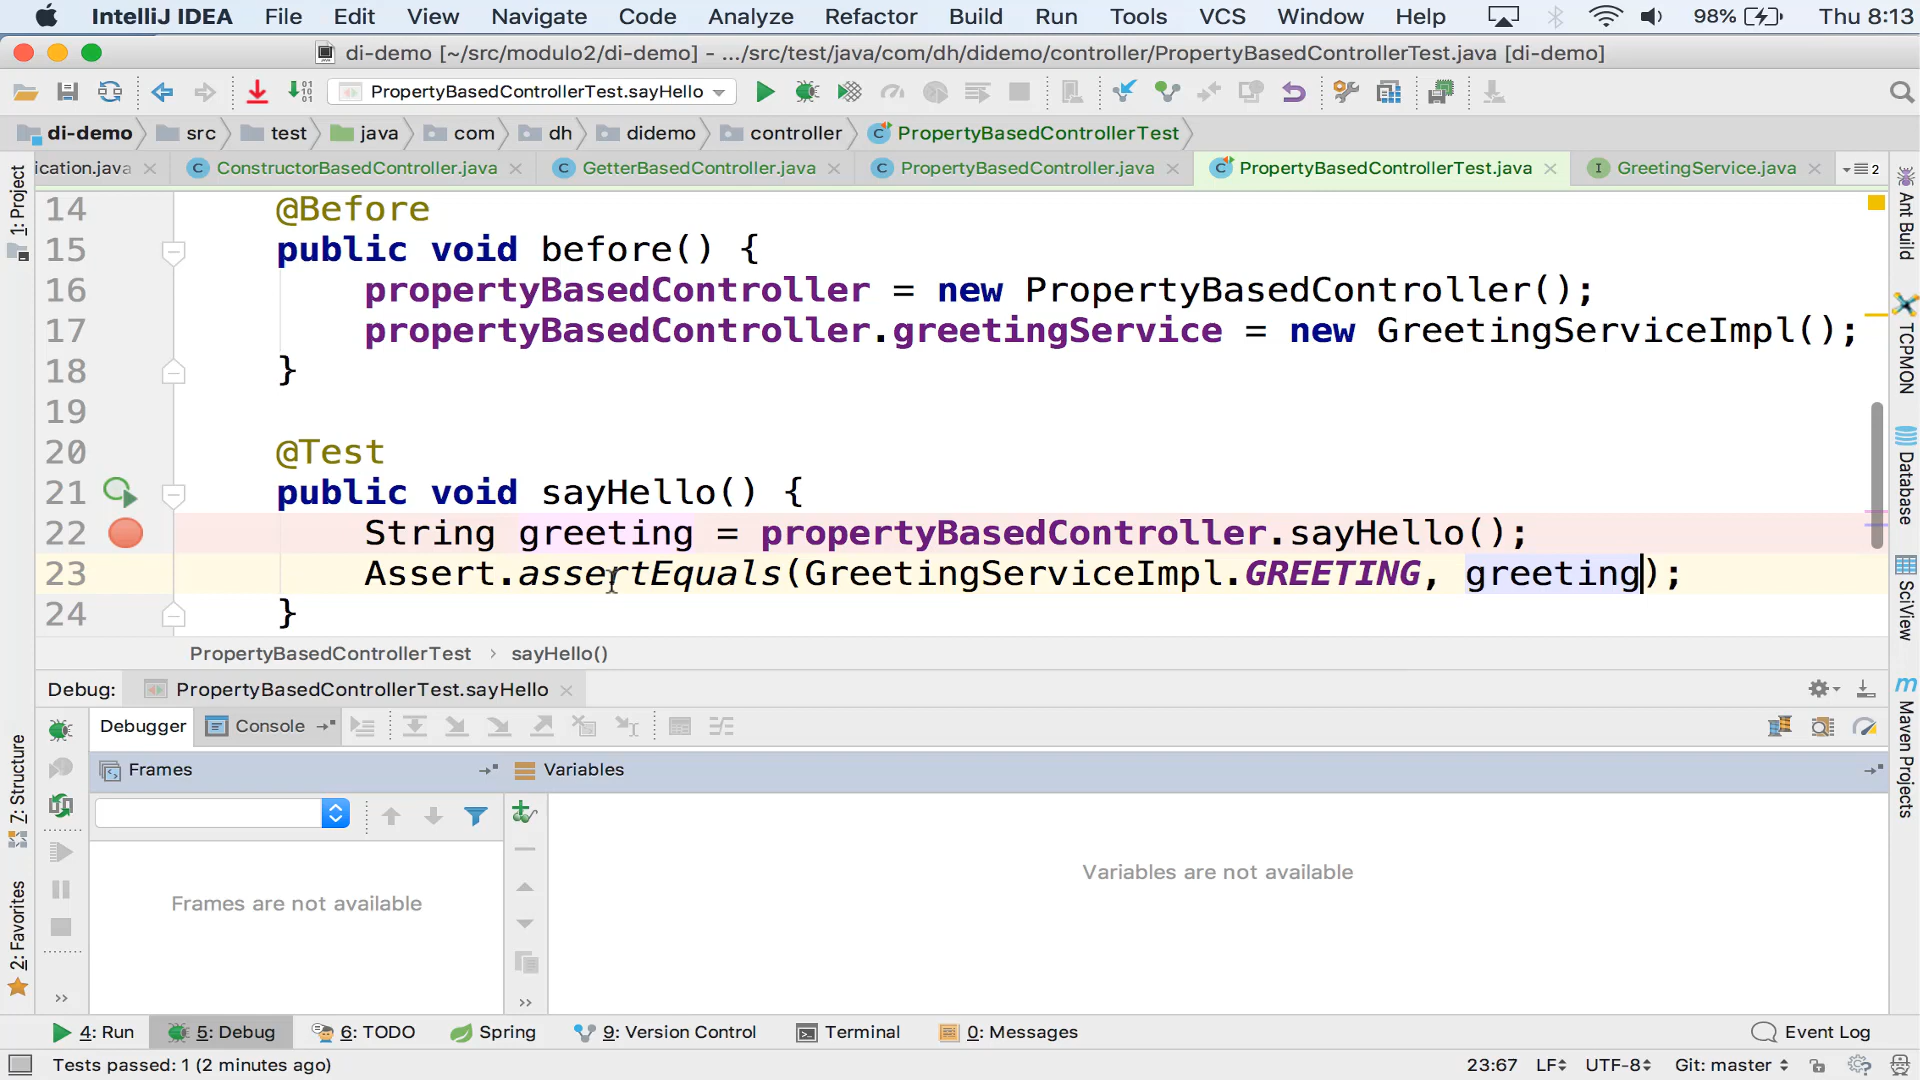 IntelliJ IDEA File Edit View Navigate Code Analyze Refactor Build Run Tools VCS Window Help 98% Thu 8:13
di-demo [~/src/modulo2/di-demo] - .../src/test/java/com/dh/didemo/controller/PropertyBasedControllerTest.java [di-demo]
PropertyBasedControllerTest.sayHello
di-demo src test java com dh didemo controller PropertyBasedControllerTest
ication.java ConstructorBasedController.java GetterBasedController.java PropertyBasedController.java PropertyBasedControllerTest.java GreetingService.java 2
14 @Before
15 public void before() {
16 propertyBasedController = new PropertyBasedController();
17 propertyBasedController.greetingService = new GreetingServiceImpl();
18 }
19
20 @Test
21 public void sayHello() {
22 String greeting = propertyBasedController.sayHello();
23 Assert.assertEquals(GreetingServiceImpl.GREETING, greeting);
24 }
PropertyBasedControllerTest › sayHello()
Debug: PropertyBasedControllerTest.sayHello
Debugger Console
Frames Variables
Frames are not available
Variables are not available
1: Project
7: Structure
2: Favorites
Ant Build
TCPMON
Database
SciView
Maven Projects
4: Run 5: Debug 6: TODO Spring 9: Version Control Terminal 0: Messages Event Log
Tests passed: 1 (2 minutes ago) 23:67 LF UTF-8 Git: master